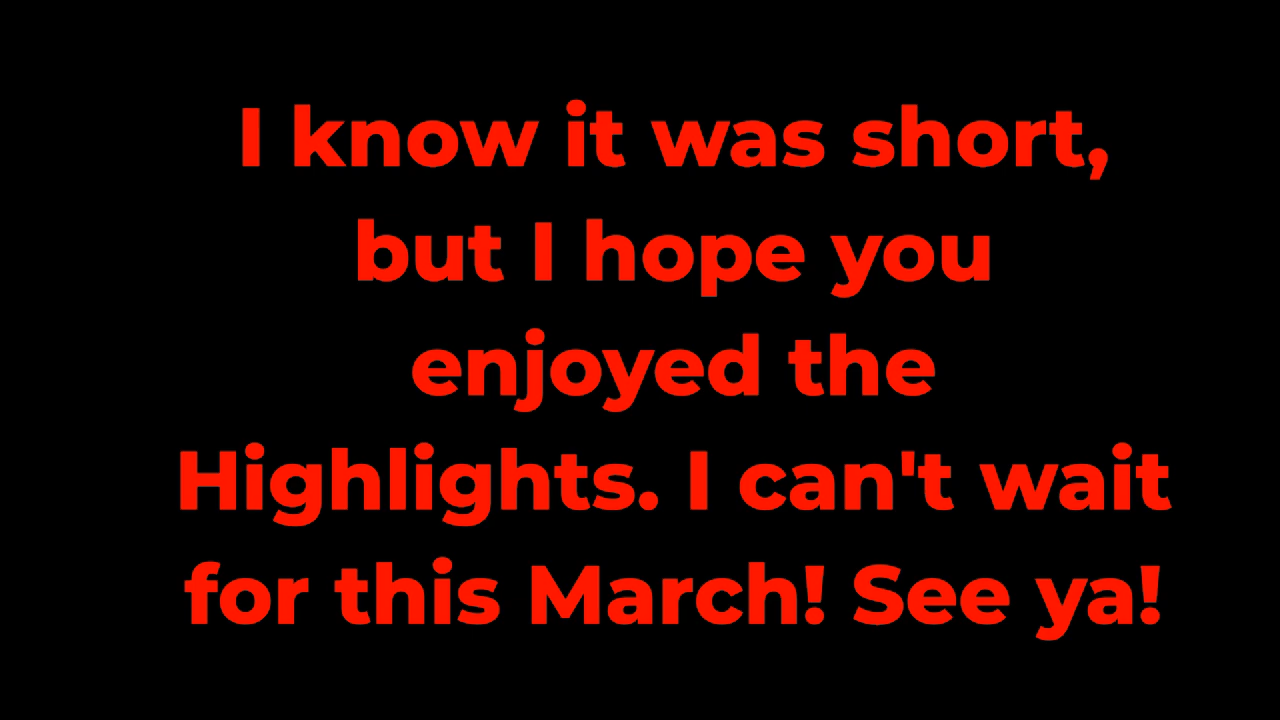 I know it was short,
but I hope you
enjoyed the
Highlights. I can't wait
for this March! See ya!